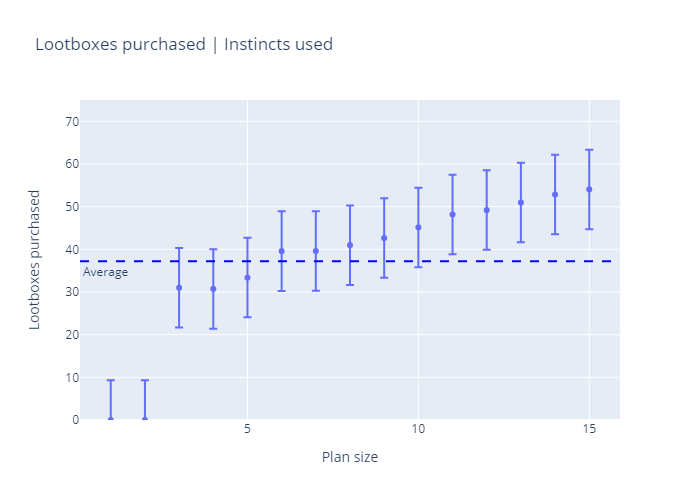 Lootboxes purchased | Instincts used
Lootboxes purchased
70
60
50
40
30
20
10
0
Average
5
10
15
Plan size